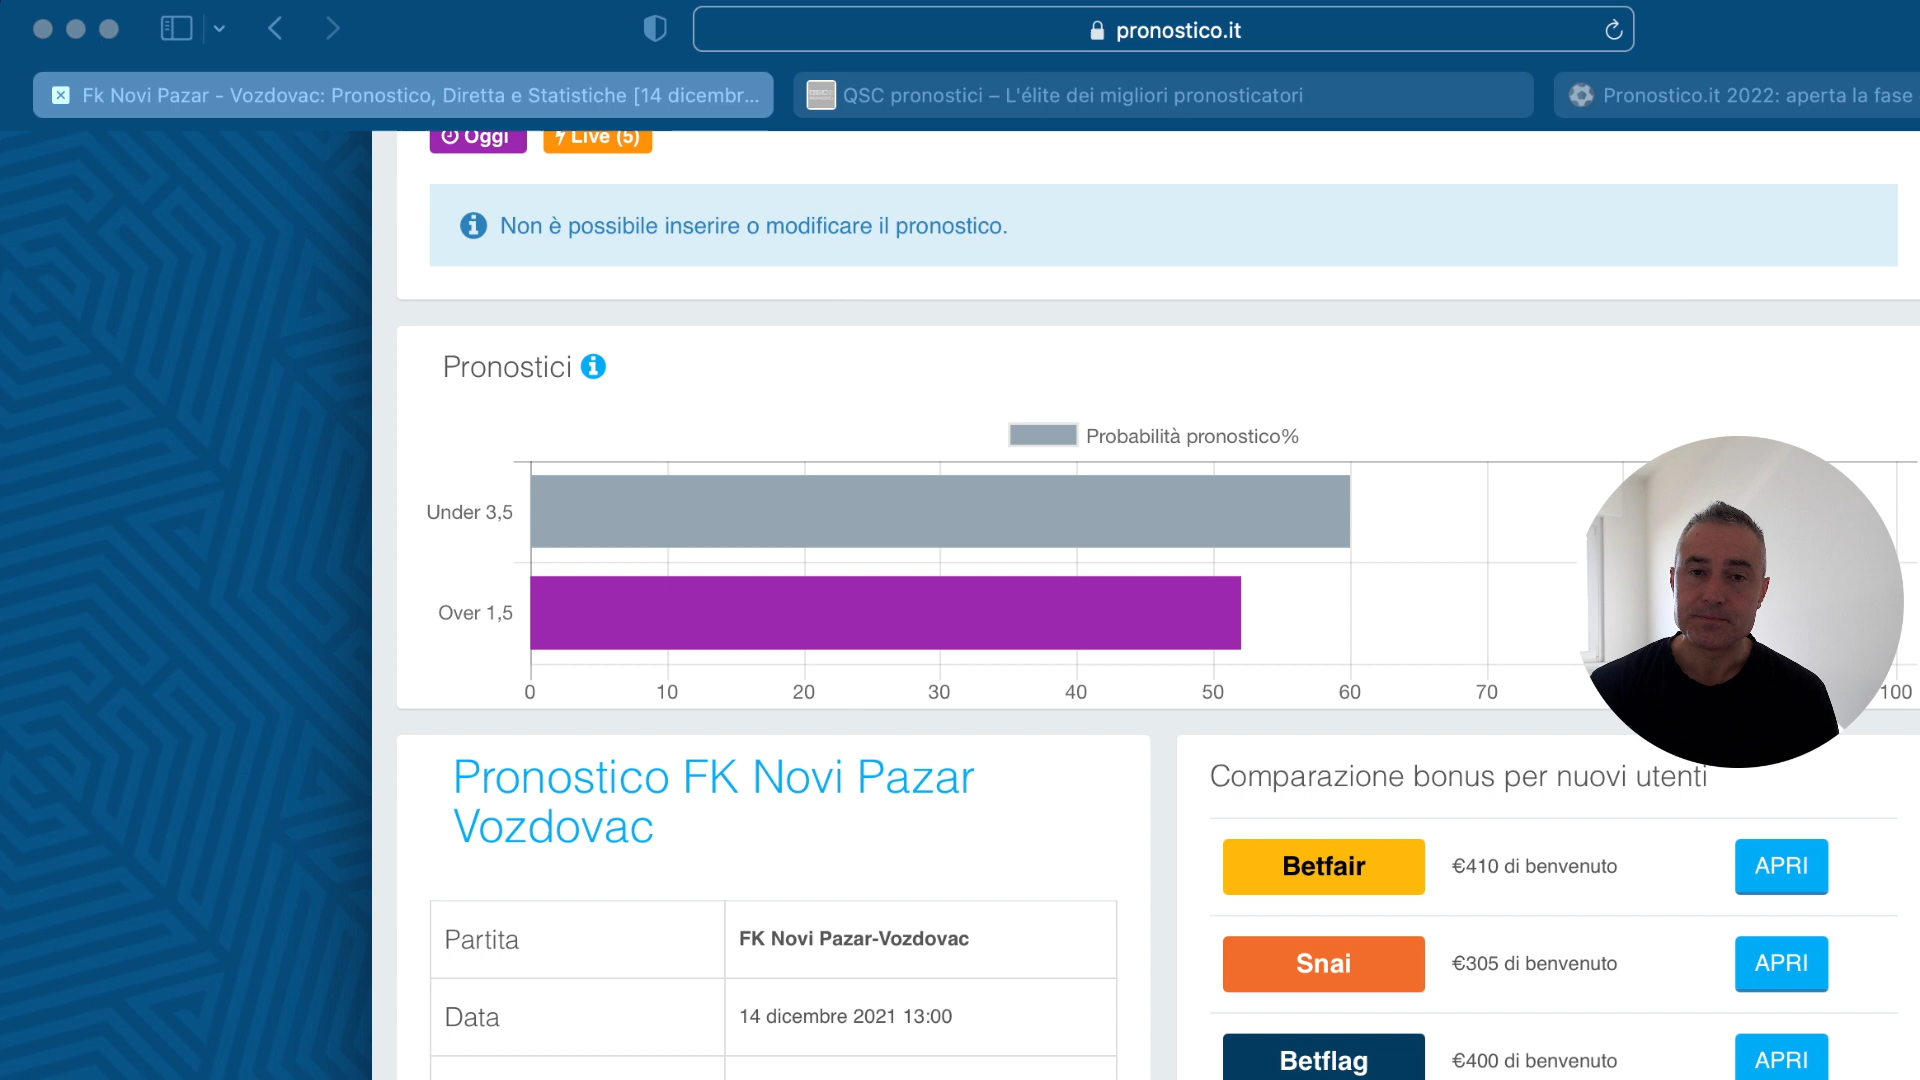 pronostico.it
Fk Novi Pazar - Vozdovac: Pronostico, Diretta e Statistiche [14 dicembr...
QSC pronostici – L'élite dei migliori pronosticatori
Pronostico.it 2022: aperta la fase
Oggi
Live (5)
Non è possibile inserire o modificare il pronostico.
Pronostici
Probabilità pronostico%
Under 3,5
Over 1,5
0 10 20 30 40 50 60 70 100
Pronostico FK Novi Pazar
Vozdovac
Partita FK Novi Pazar-Vozdovac
Data 14 dicembre 2021 13:00
Comparazione bonus per nuovi utenti
Betfair €410 di benvenuto APRI
Snai €305 di benvenuto APRI
Betflag €400 di benvenuto APRI